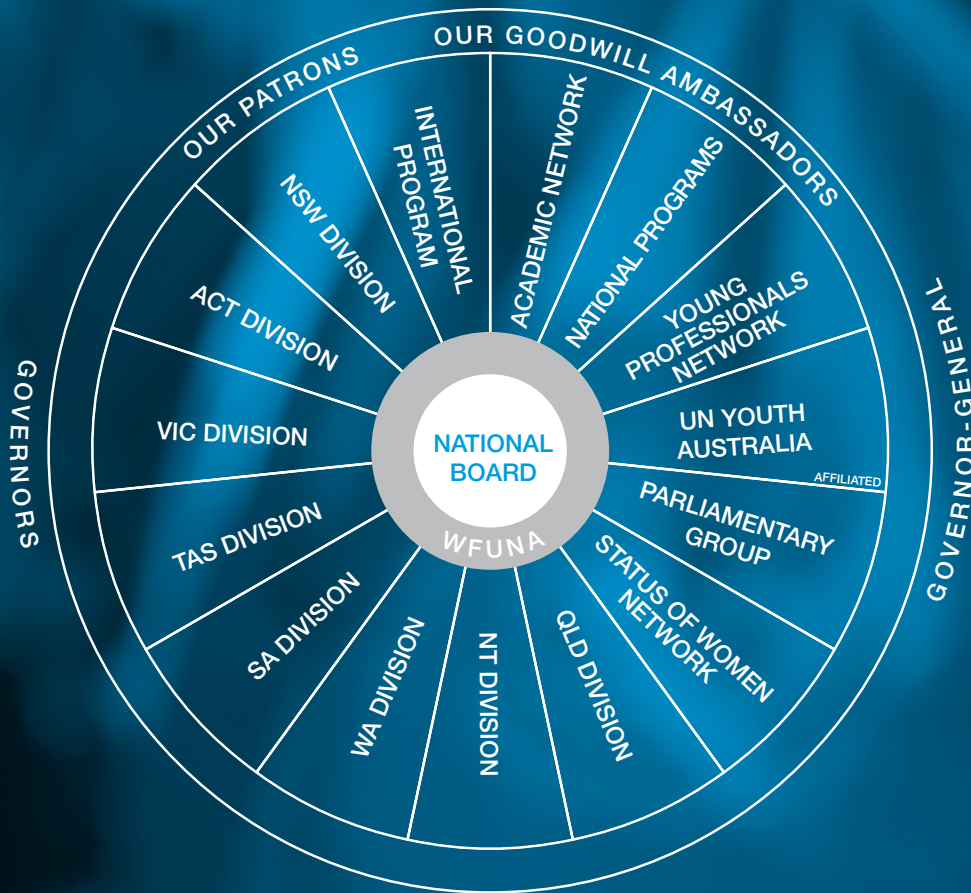 OUR PATRONS
OUR GOODWILL AMBASSADORS
GOVERNORS
GOVERNOR-GENERAL
INTERNATIONAL
PROGRAM
ACADEMIC NETWORK
NATIONAL PROGRAMS
YOUNG
PROFESSIONALS
NETWORK
UN YOUTH
AUSTRALIA
AFFILIATED
PARLIAMENTARY
GROUP
STATUS OF WOMEN
NETWORK
QLD DIVISION
NT DIVISION
WA DIVISION
SA DIVISION
TAS DIVISION
VIC DIVISION
ACT DIVISION
NSW DIVISION
NATIONAL
BOARD
WFUNA